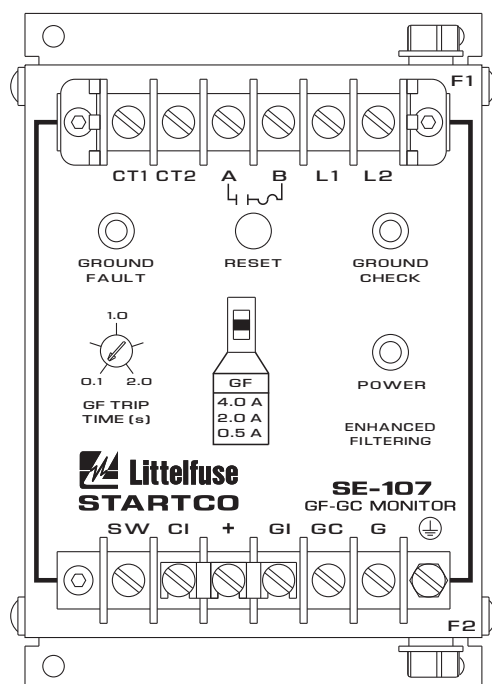 F1
CT1 CT2 A B L1 L2
GROUND FAULT
RESET
GROUND CHECK
1.0
0.1 2.0
GF TRIP
TIME (s)
GF
4.0 A
2.0 A
0.5 A
POWER
ENHANCED
FILTERING
Littelfuse
STARTCO
SE-107
GF-GC MONITOR
SW CI + GI GC G
F2